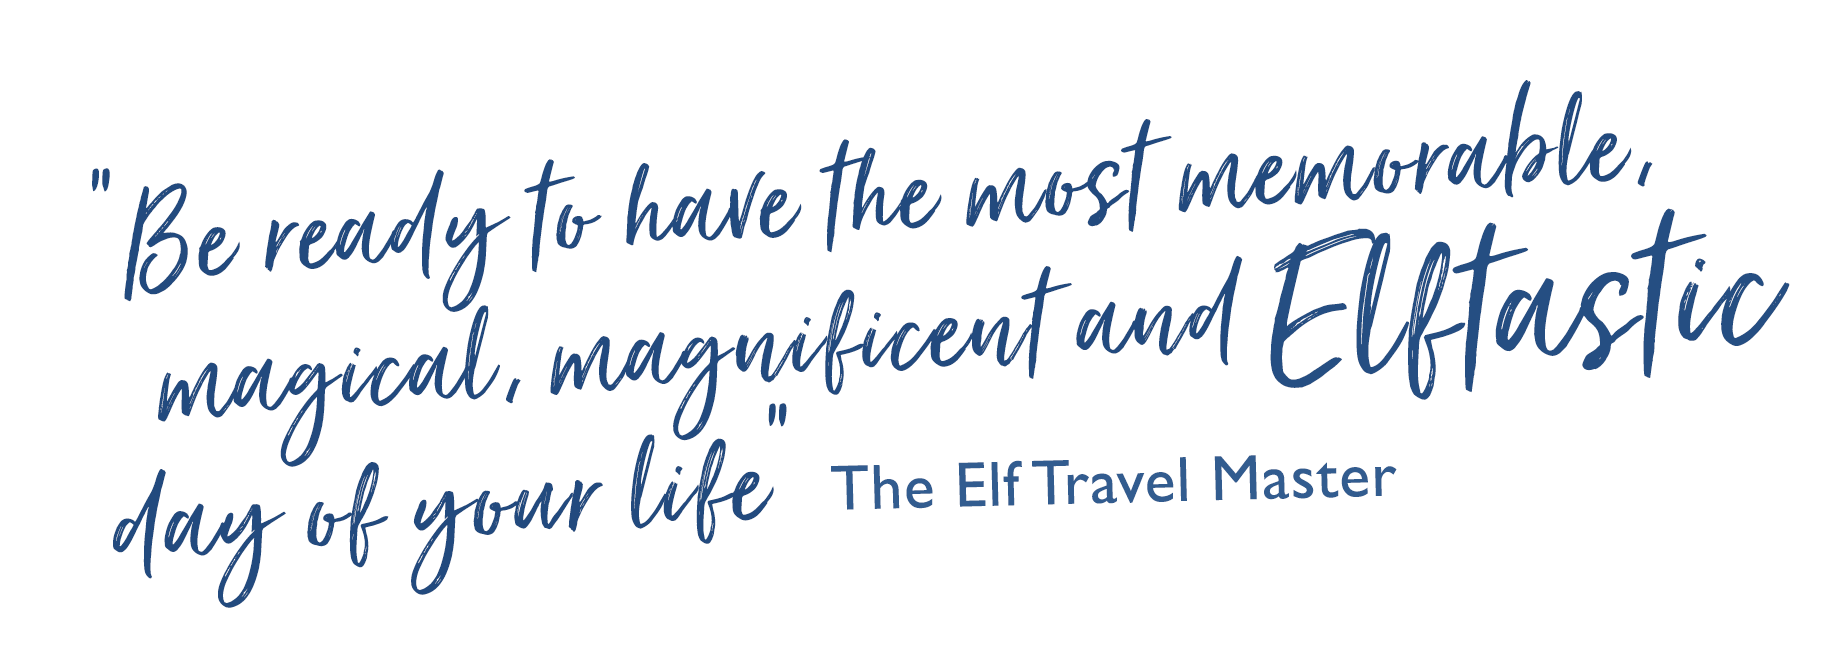 "Be ready to have the most memorable,
magical, magnificent and Elftastic
day of your life" The Elf Travel Master